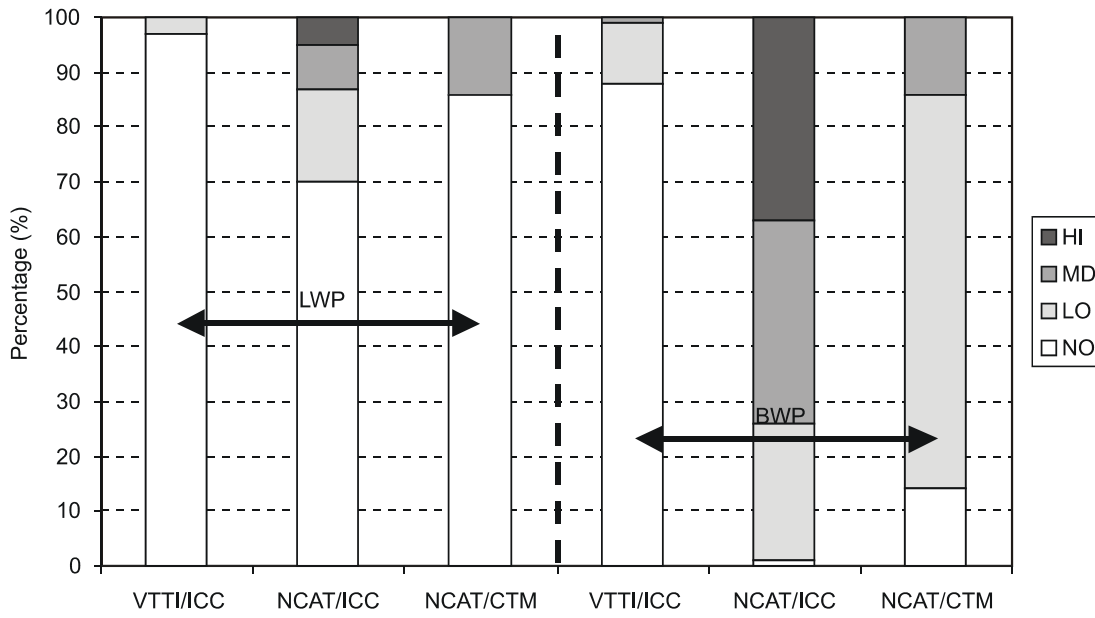 100
90
80
70
60
50
40
30
20
10
0
Percentage (%)
LWP
BWP
VTTI/ICC NCAT/ICC NCAT/CTM VTTI/ICC NCAT/ICC NCAT/CTM
HI
MD
LO
NO